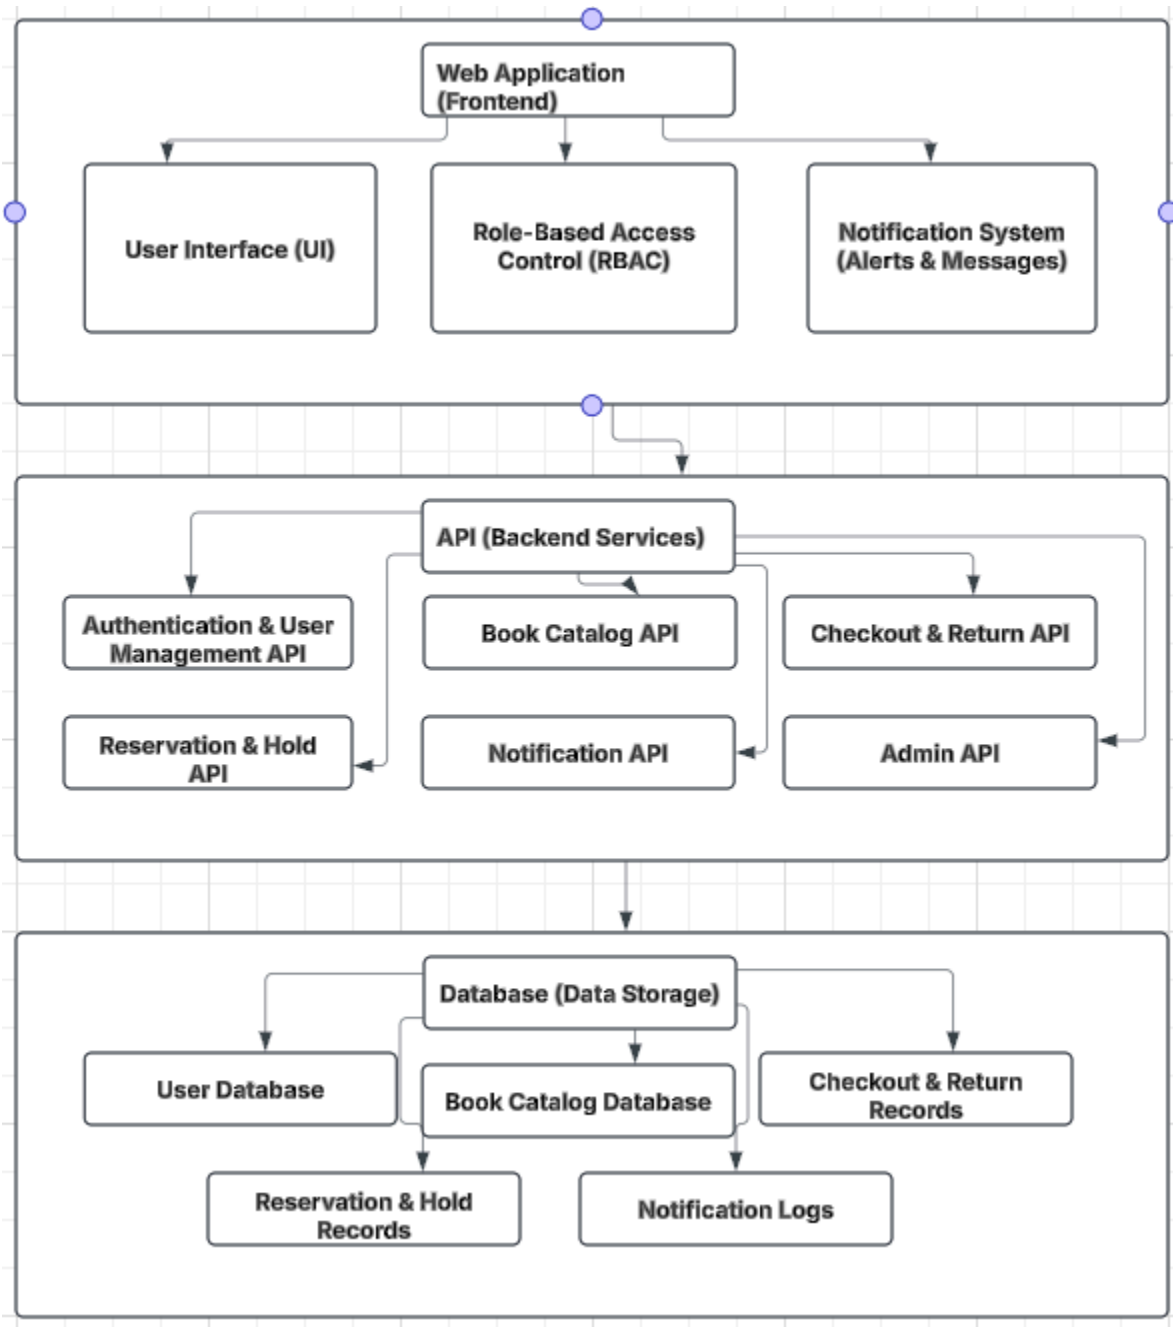 Web Application
(Frontend)
User Interface (UI)
Role-Based Access
Control (RBAC)
Notification System
(Alerts & Messages)
API (Backend Services)
Authentication & User
Management API
Book Catalog API
Checkout & Return API
Reservation & Hold
API
Notification API
Admin API
Database (Data Storage)
User Database
Book Catalog Database
Checkout & Return
Records
Reservation & Hold
Records
Notification Logs